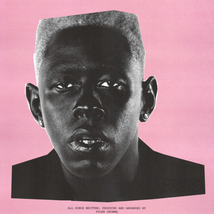 ALL SONGS WRITTEN, PRODUCED AND ARRANGED BY
TYLER OKONMA